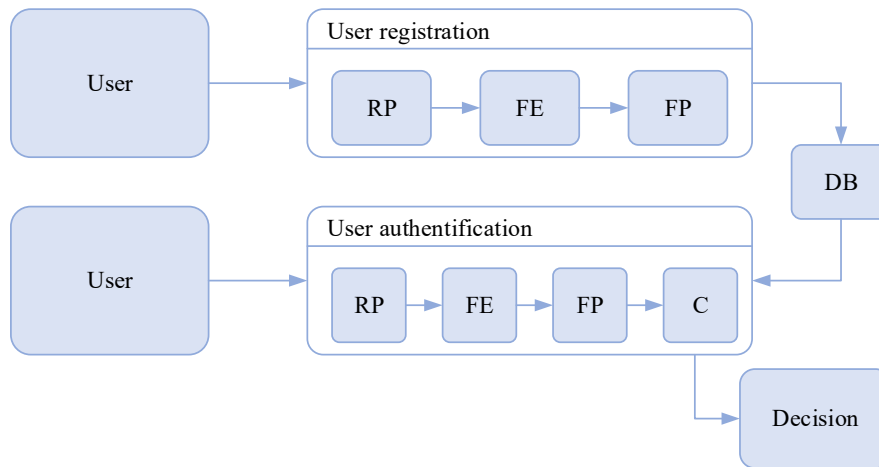 User
User registration
RP
FE
FP
DB
User
User authentification
RP
FE
FP
C
Decision